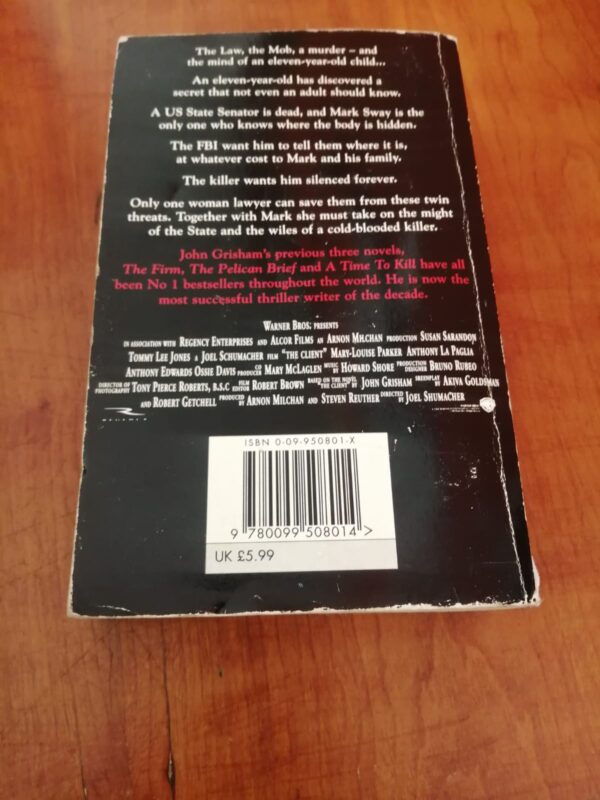 The Law, the Mob, a murder – and
the mind of an eleven-year-old child...
An eleven-year-old has discovered a
secret that not even an adult should know.
A US State Senator is dead, and Mark Sway is the
only one who knows where the body is hidden.
The FBI want him to tell them where it is,
at whatever cost to Mark and his family.
The killer wants him silenced forever.
Only one woman lawyer can save them from these twin
threats. Together with Mark she must take on the might
of the State and the wiles of a cold-blooded killer.
John Grisham's previous three novels,
The Firm, The Pelican Brief and A Time To Kill have all
been No 1 bestsellers throughout the world. He is now the
most successful thriller writer of the decade.
WARNER BROS. PRESENTS
IN ASSOCIATION WITH REGENCY ENTERPRISES AND ALCOR FILMS AN ARNON MILCHAN PRODUCTION SUSAN SARANDON
TOMMY LEE JONES A JOEL SCHUMACHER FILM "THE CLIENT" MARY-LOUISE PARKER ANTHONY LA PAGLIA
ANTHONY EDWARDS OSSIE DAVIS CO PRODUCER MARY McLAGLEN MUSIC BY HOWARD SHORE PRODUCTION DESIGNER BRUNO RUBEO
DIRECTOR OF PHOTOGRAPHY TONY PIERCE ROBERTS, B.S.C EDITOR ROBERT BROWN BASED ON THE NOVEL "THE CLIENT" BY JOHN GRISHAM SCREENPLAY BY AKIVA GOLDSMAN
AND ROBERT GETCHELL PRODUCED BY ARNON MILCHAN AND STEVEN REUTHER DIRECTED BY JOEL SHUMACHER
REGENCY
ISBN 0-09-950801-X
9 780099 508014 >
UK £5.99